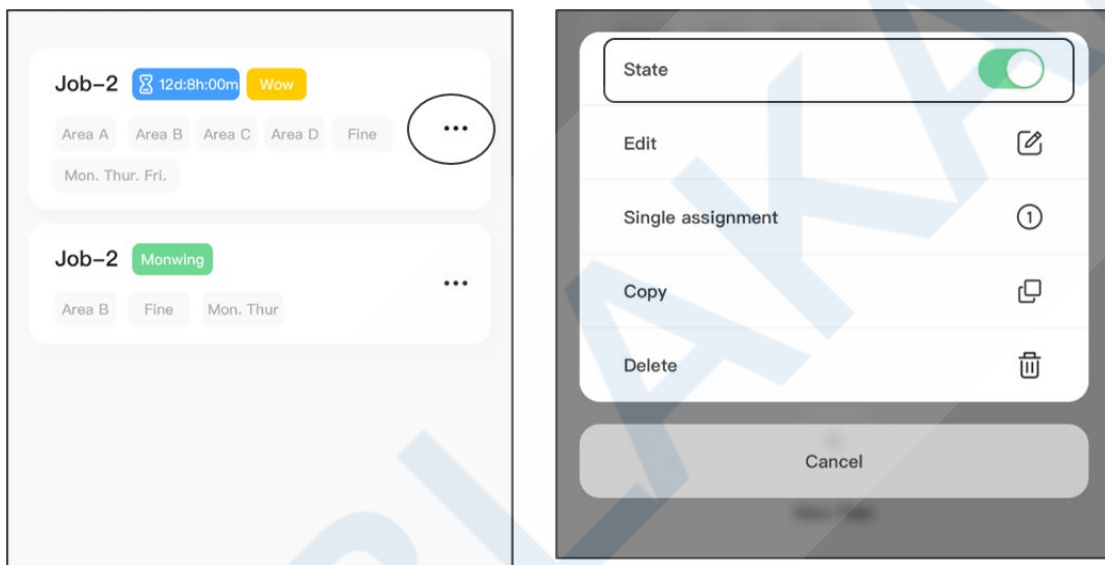 Job-2 12d:8h:00m Wow
Area A Area B Area C Area D Fine
Mon. Thur. Fri.
Job-2 Monwing
Area B Fine Mon. Thur
State
Edit
Single assignment 1
Copy
Delete
Cancel